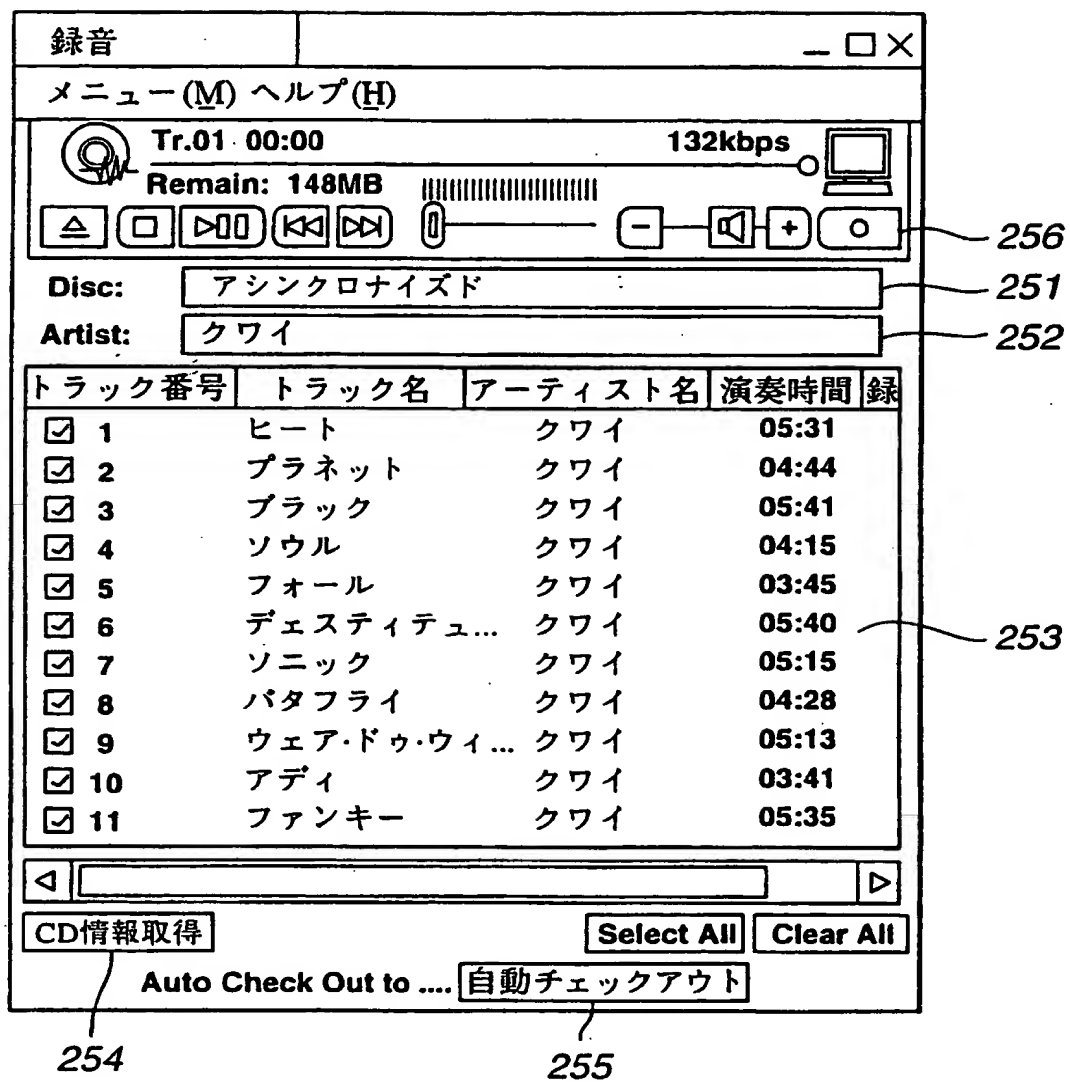 録音
メニュー(M) ヘルプ(H)
Tr.01 00:00 132kbps
Remain: 148MB
256
Disc: アシンクロナイズド 251
Artist: クワイ 252
トラック番号 トラック名 アーティスト名 演奏時間 録
1 ヒート クワイ 05:31
2 プラネット クワイ 04:44
3 ブラック クワイ 05:41
4 ソウル クワイ 04:15
5 フォール クワイ 03:45
6 デェスティテュ... クワイ 05:40 253
7 ソニック クワイ 05:15
8 バタフライ クワイ 04:28
9 ウェア・ドゥ・ウィ... クワイ 05:13
10 アディ クワイ 03:41
11 ファンキー クワイ 05:35
CD情報取得 Select All Clear All
Auto Check Out to .... 自動チェックアウト
254 255